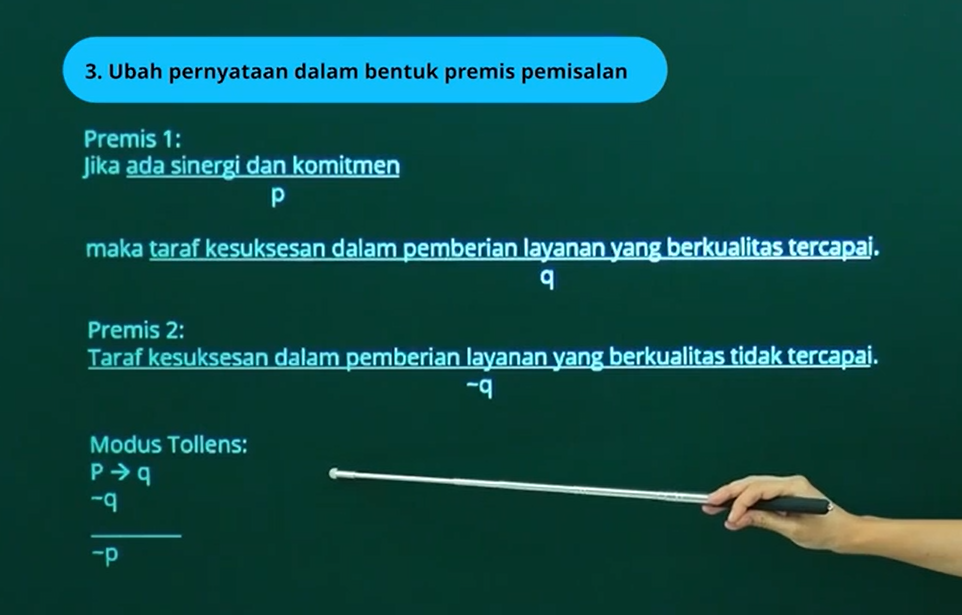 3. Ubah pernyataan dalam bentuk premis pemisalan
Premis 1:
Jika ada sinergi dan komitmen
p
maka taraf kesuksesan dalam pemberian layanan yang berkualitas tercapai.
q
Premis 2:
Taraf kesuksesan dalam pemberian layanan yang berkualitas tidak tercapai.
~q
Modus Tollens:
P → q
~q
~p